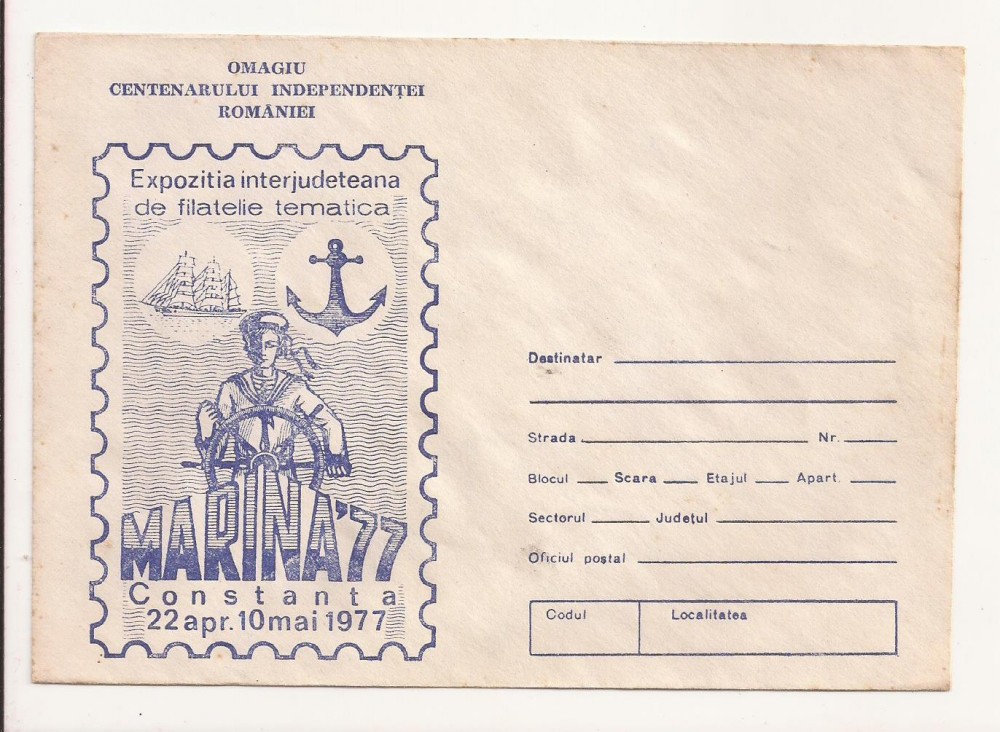 OMAGIU
CENTENARULUI INDEPENDENȚEI
ROMÂNIEI
Expozitia interjudeteana
de filatelie tematica
MARINA'77
Constanta
22 apr. 10 mai 1977
Destinatar
Strada Nr.
Blocul Scara Etajul Apart.
Sectorul Județul
Oficiul poștal
Codul Localitatea